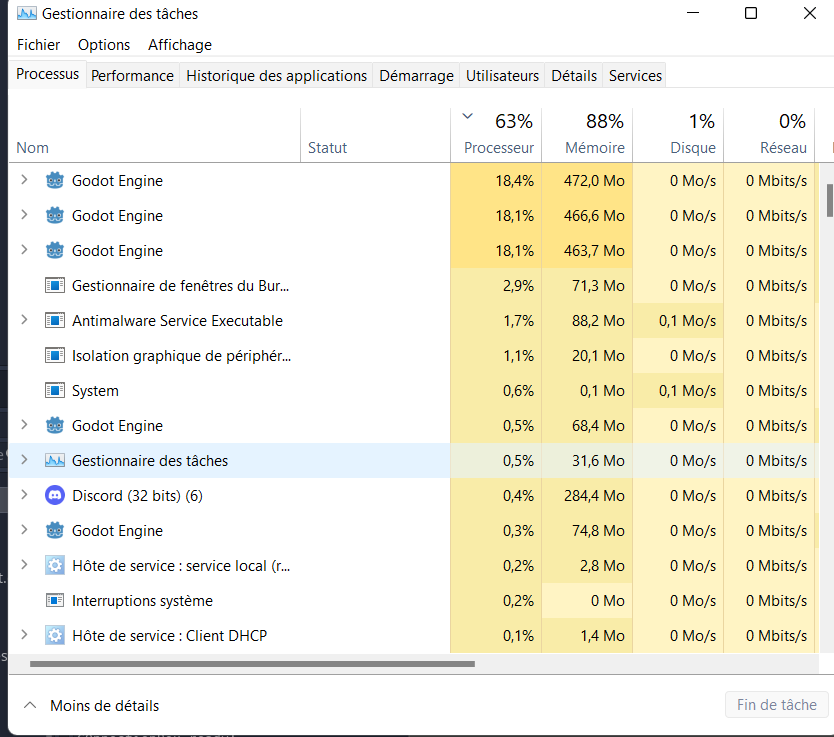 Gestionnaire des tâches
Fichier Options Affichage
Processus Performance Historique des applications Démarrage Utilisateurs Détails Services
63% 88% 1% 0%
Nom Statut Processeur Mémoire Disque Réseau
Godot Engine 18,4% 472,0 Mo 0 Mo/s 0 Mbits/s
Godot Engine 18,1% 466,6 Mo 0 Mo/s 0 Mbits/s
Godot Engine 18,1% 463,7 Mo 0 Mo/s 0 Mbits/s
Gestionnaire de fenêtres du Bur... 2,9% 71,3 Mo 0 Mo/s 0 Mbits/s
Antimalware Service Executable 1,7% 88,2 Mo 0,1 Mo/s 0 Mbits/s
Isolation graphique de périphér... 1,1% 20,1 Mo 0 Mo/s 0 Mbits/s
System 0,6% 0,1 Mo 0,1 Mo/s 0 Mbits/s
Godot Engine 0,5% 68,4 Mo 0 Mo/s 0 Mbits/s
Gestionnaire des tâches 0,5% 31,6 Mo 0 Mo/s 0 Mbits/s
Discord (32 bits) (6) 0,4% 284,4 Mo 0 Mo/s 0 Mbits/s
Godot Engine 0,3% 74,8 Mo 0 Mo/s 0 Mbits/s
Hôte de service : service local (r... 0,2% 2,8 Mo 0 Mo/s 0 Mbits/s
Interruptions système 0,2% 0 Mo 0 Mo/s 0 Mbits/s
Hôte de service : Client DHCP 0,1% 1,4 Mo 0 Mo/s 0 Mbits/s
Moins de détails Fin de tâche